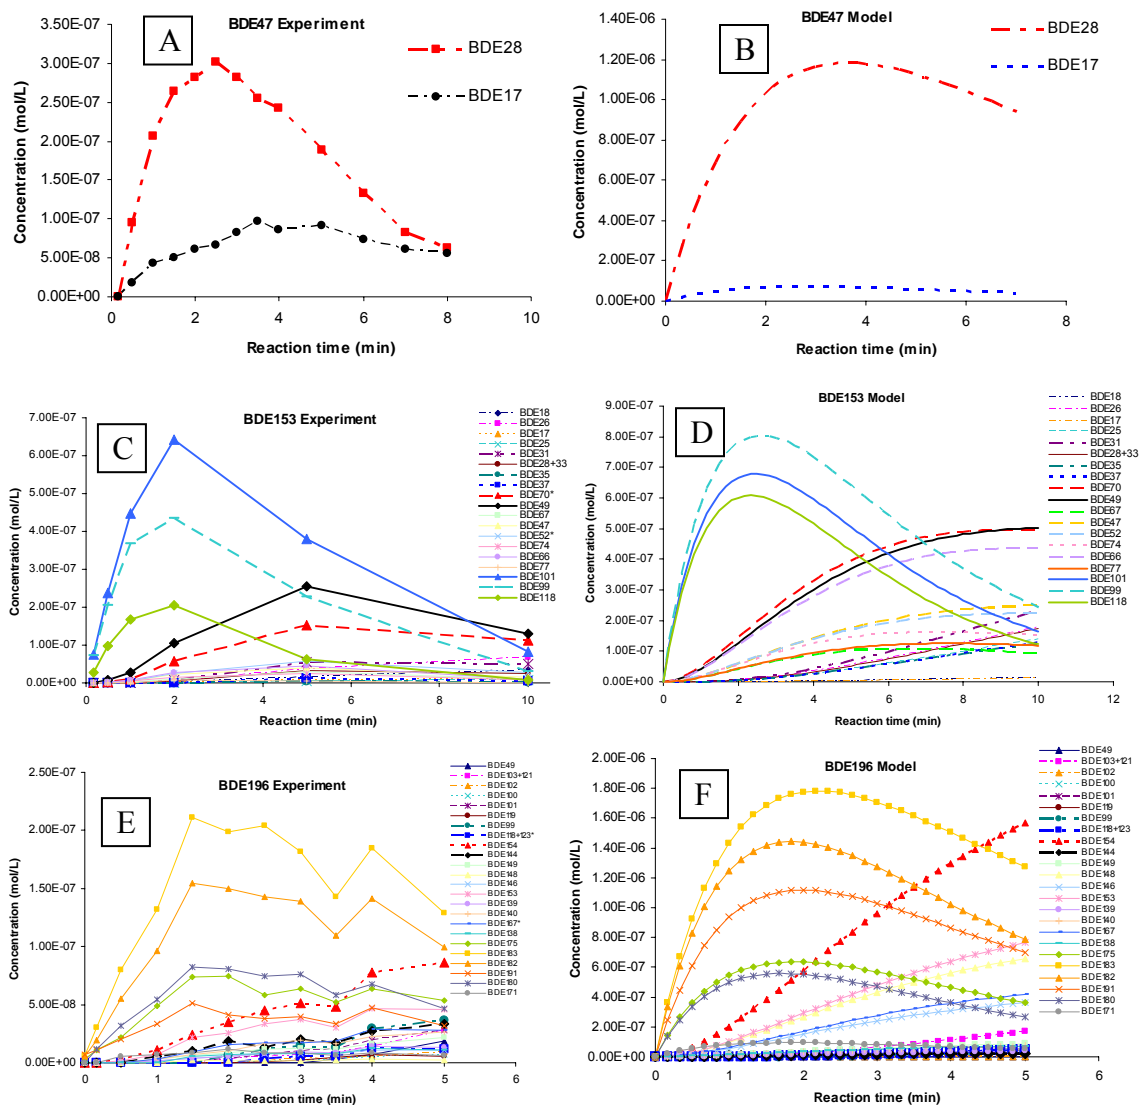 BDE47 Experiment
A
3.50E-07
3.00E-07
2.50E-07
2.00E-07
1.50E-07
1.00E-07
5.00E-08
0.00E+00
Concentration (mol/L)
0
2
4
6
8
10
Reaction time (min)
BDE28
BDE17
BDE47 Model
B
1.40E-06
1.20E-06
1.00E-06
8.00E-07
6.00E-07
4.00E-07
2.00E-07
0.00E+00
Concentration (mol/L)
0
2
4
6
8
Reaction time (min)
BDE28
BDE17
BDE153 Experiment
C
7.00E-07
6.00E-07
5.00E-07
4.00E-07
3.00E-07
2.00E-07
1.00E-07
0.00E+00
Concentration (mol/L)
0
2
4
6
8
10
Reaction time (min)
BDE18
BDE26
BDE17
BDE25
BDE31
BDE28+33
BDE35
BDE37
BDE70*
BDE49
BDE67
BDE47
BDE52*
BDE74
BDE66
BDE77
BDE101
BDE99
BDE118
BDE153 Model
D
9.00E-07
8.00E-07
7.00E-07
6.00E-07
5.00E-07
4.00E-07
3.00E-07
2.00E-07
1.00E-07
0.00E+00
Concentration (mol/L)
0
2
4
6
8
10
12
Reaction time (min)
BDE18
BDE26
BDE17
BDE25
BDE31
BDE28+33
BDE35
BDE37
BDE70
BDE49
BDE67
BDE47
BDE52
BDE74
BDE66
BDE77
BDE101
BDE99
BDE118
BDE196 Experiment
E
2.50E-07
2.00E-07
1.50E-07
1.00E-07
5.00E-08
0.00E+00
Concentration (mol/L)
0
1
2
3
4
5
6
Reaction time (min)
BDE49
BDE103+121
BDE102
BDE100
BDE101
BDE119
BDE99
BDE118+123*
BDE154
BDE144
BDE149
BDE148
BDE146
BDE153
BDE139
BDE140
BDE167*
BDE138
BDE175
BDE183
BDE182
BDE191
BDE180
BDE171
BDE196 Model
F
2.00E-06
1.80E-06
1.60E-06
1.40E-06
1.20E-06
1.00E-06
8.00E-07
6.00E-07
4.00E-07
2.00E-07
0.00E+00
Concentration (mol/L)
0
1
2
3
4
5
6
Reaction time (min)
BDE49
BDE103+121
BDE102
BDE100
BDE101
BDE119
BDE99
BDE118+123
BDE154
BDE144
BDE149
BDE148
BDE146
BDE153
BDE139
BDE140
BDE167
BDE138
BDE175
BDE183
BDE182
BDE191
BDE180
BDE171